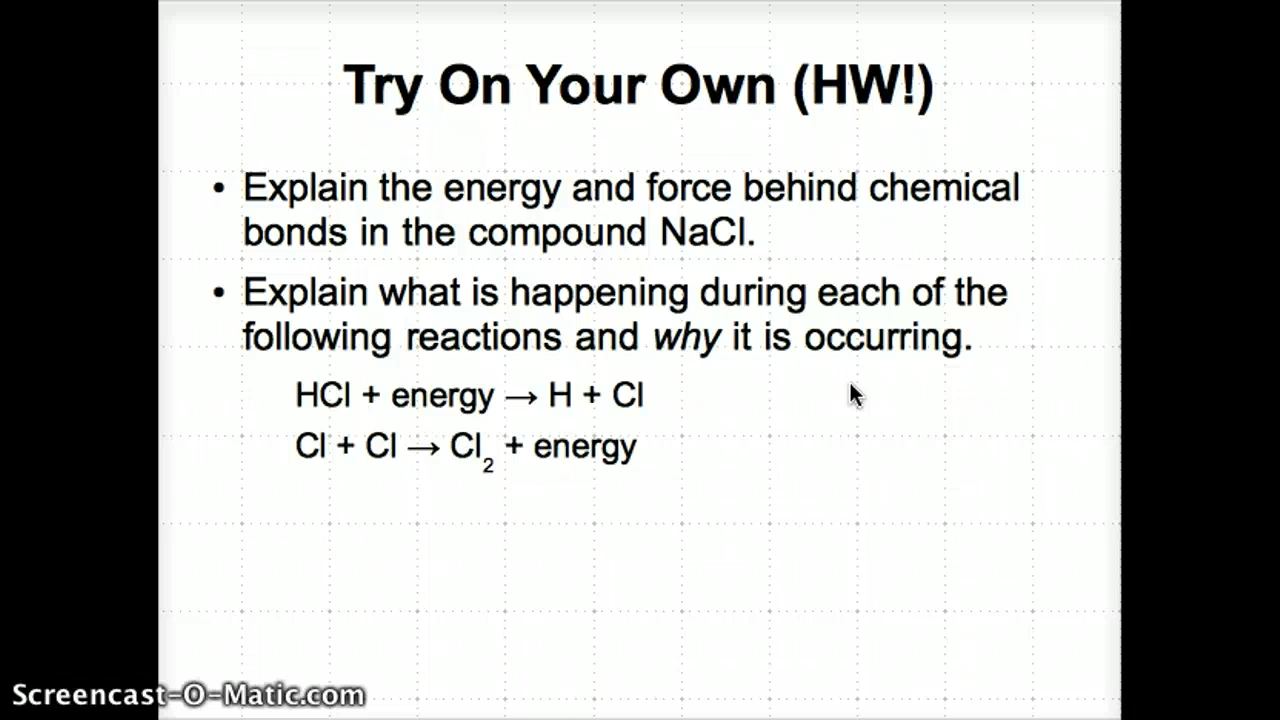 Try On Your Own (HW!)
• Explain the energy and force behind chemical
bonds in the compound NaCl.
• Explain what is happening during each of the
following reactions and why it is occurring.
HCl + energy → H + Cl
Cl + Cl → Cl₂ + energy
Screencast-O-Matic.com